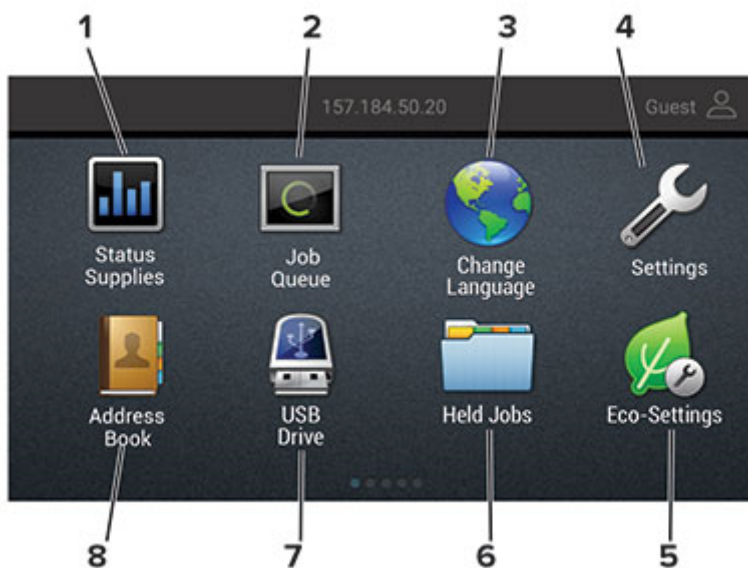 1 2 3 4
157.184.50.20 Guest
Status
Supplies
Job
Queue
Change
Language
Settings
Address
Book
USB
Drive
Held Jobs
Eco-Settings
8 7 6 5